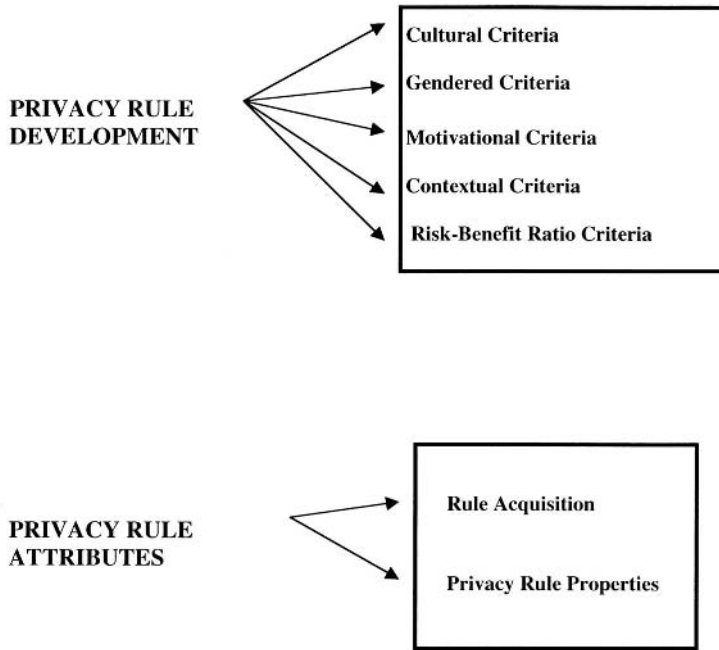 PRIVACY RULE
DEVELOPMENT
Cultural Criteria
Gendered Criteria
Motivational Criteria
Contextual Criteria
Risk-Benefit Ratio Criteria
PRIVACY RULE
ATTRIBUTES
Rule Acquisition
Privacy Rule Properties